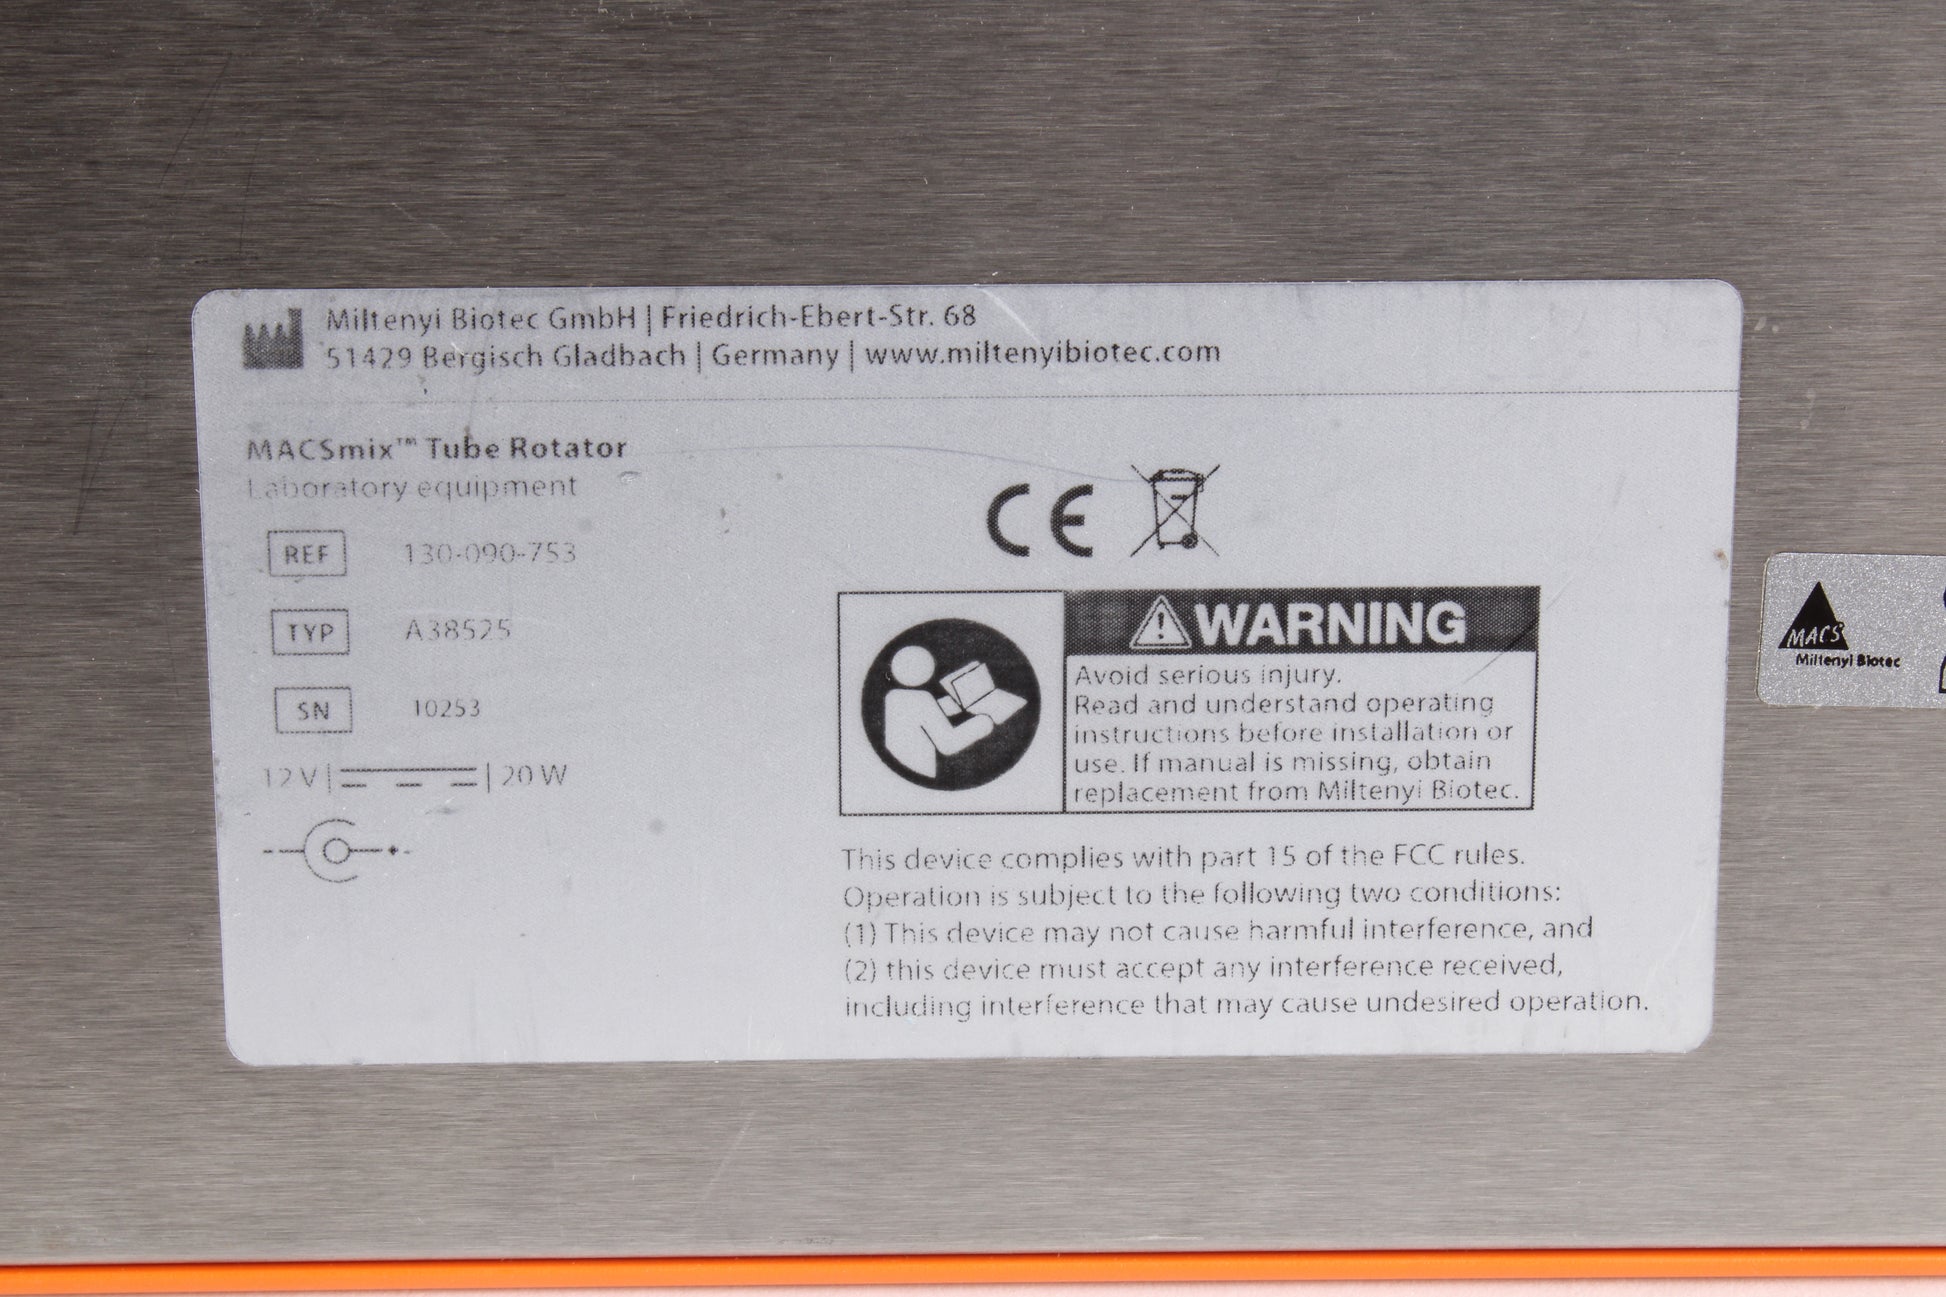 Miltenyi Biotec GmbH | Friedrich-Ebert-Str. 68
51429 Bergisch Gladbach | Germany | www.miltenyibiotec.com
MACSmix™ Tube Rotator
Laboratory equipment
REF 130-090-753
TYP A38525
SN 10253
12 V | 20 W
CE
WARNING
Avoid serious injury.
Read and understand operating
instructions before installation or
use. If manual is missing, obtain
replacement from Miltenyi Biotec.
This device complies with part 15 of the FCC rules.
Operation is subject to the following two conditions:
(1) This device may not cause harmful interference, and
(2) this device must accept any interference received,
including interference that may cause undesired operation.
MACS
Miltenyi Biotec